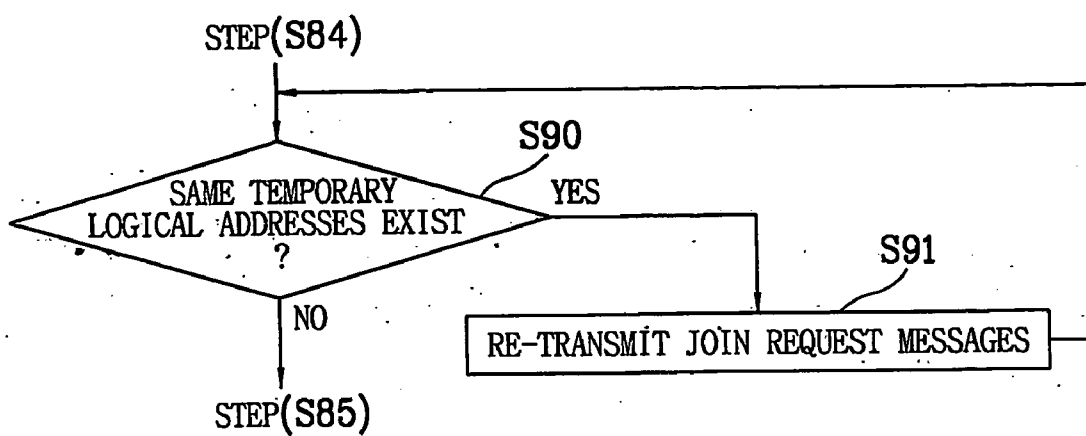 STEP(S84)
S90
SAME TEMPORARY
LOGICAL ADDRESSES EXIST
?
YES
NO
S91
RE-TRANSMIT JOIN REQUEST MESSAGES
STEP(S85)